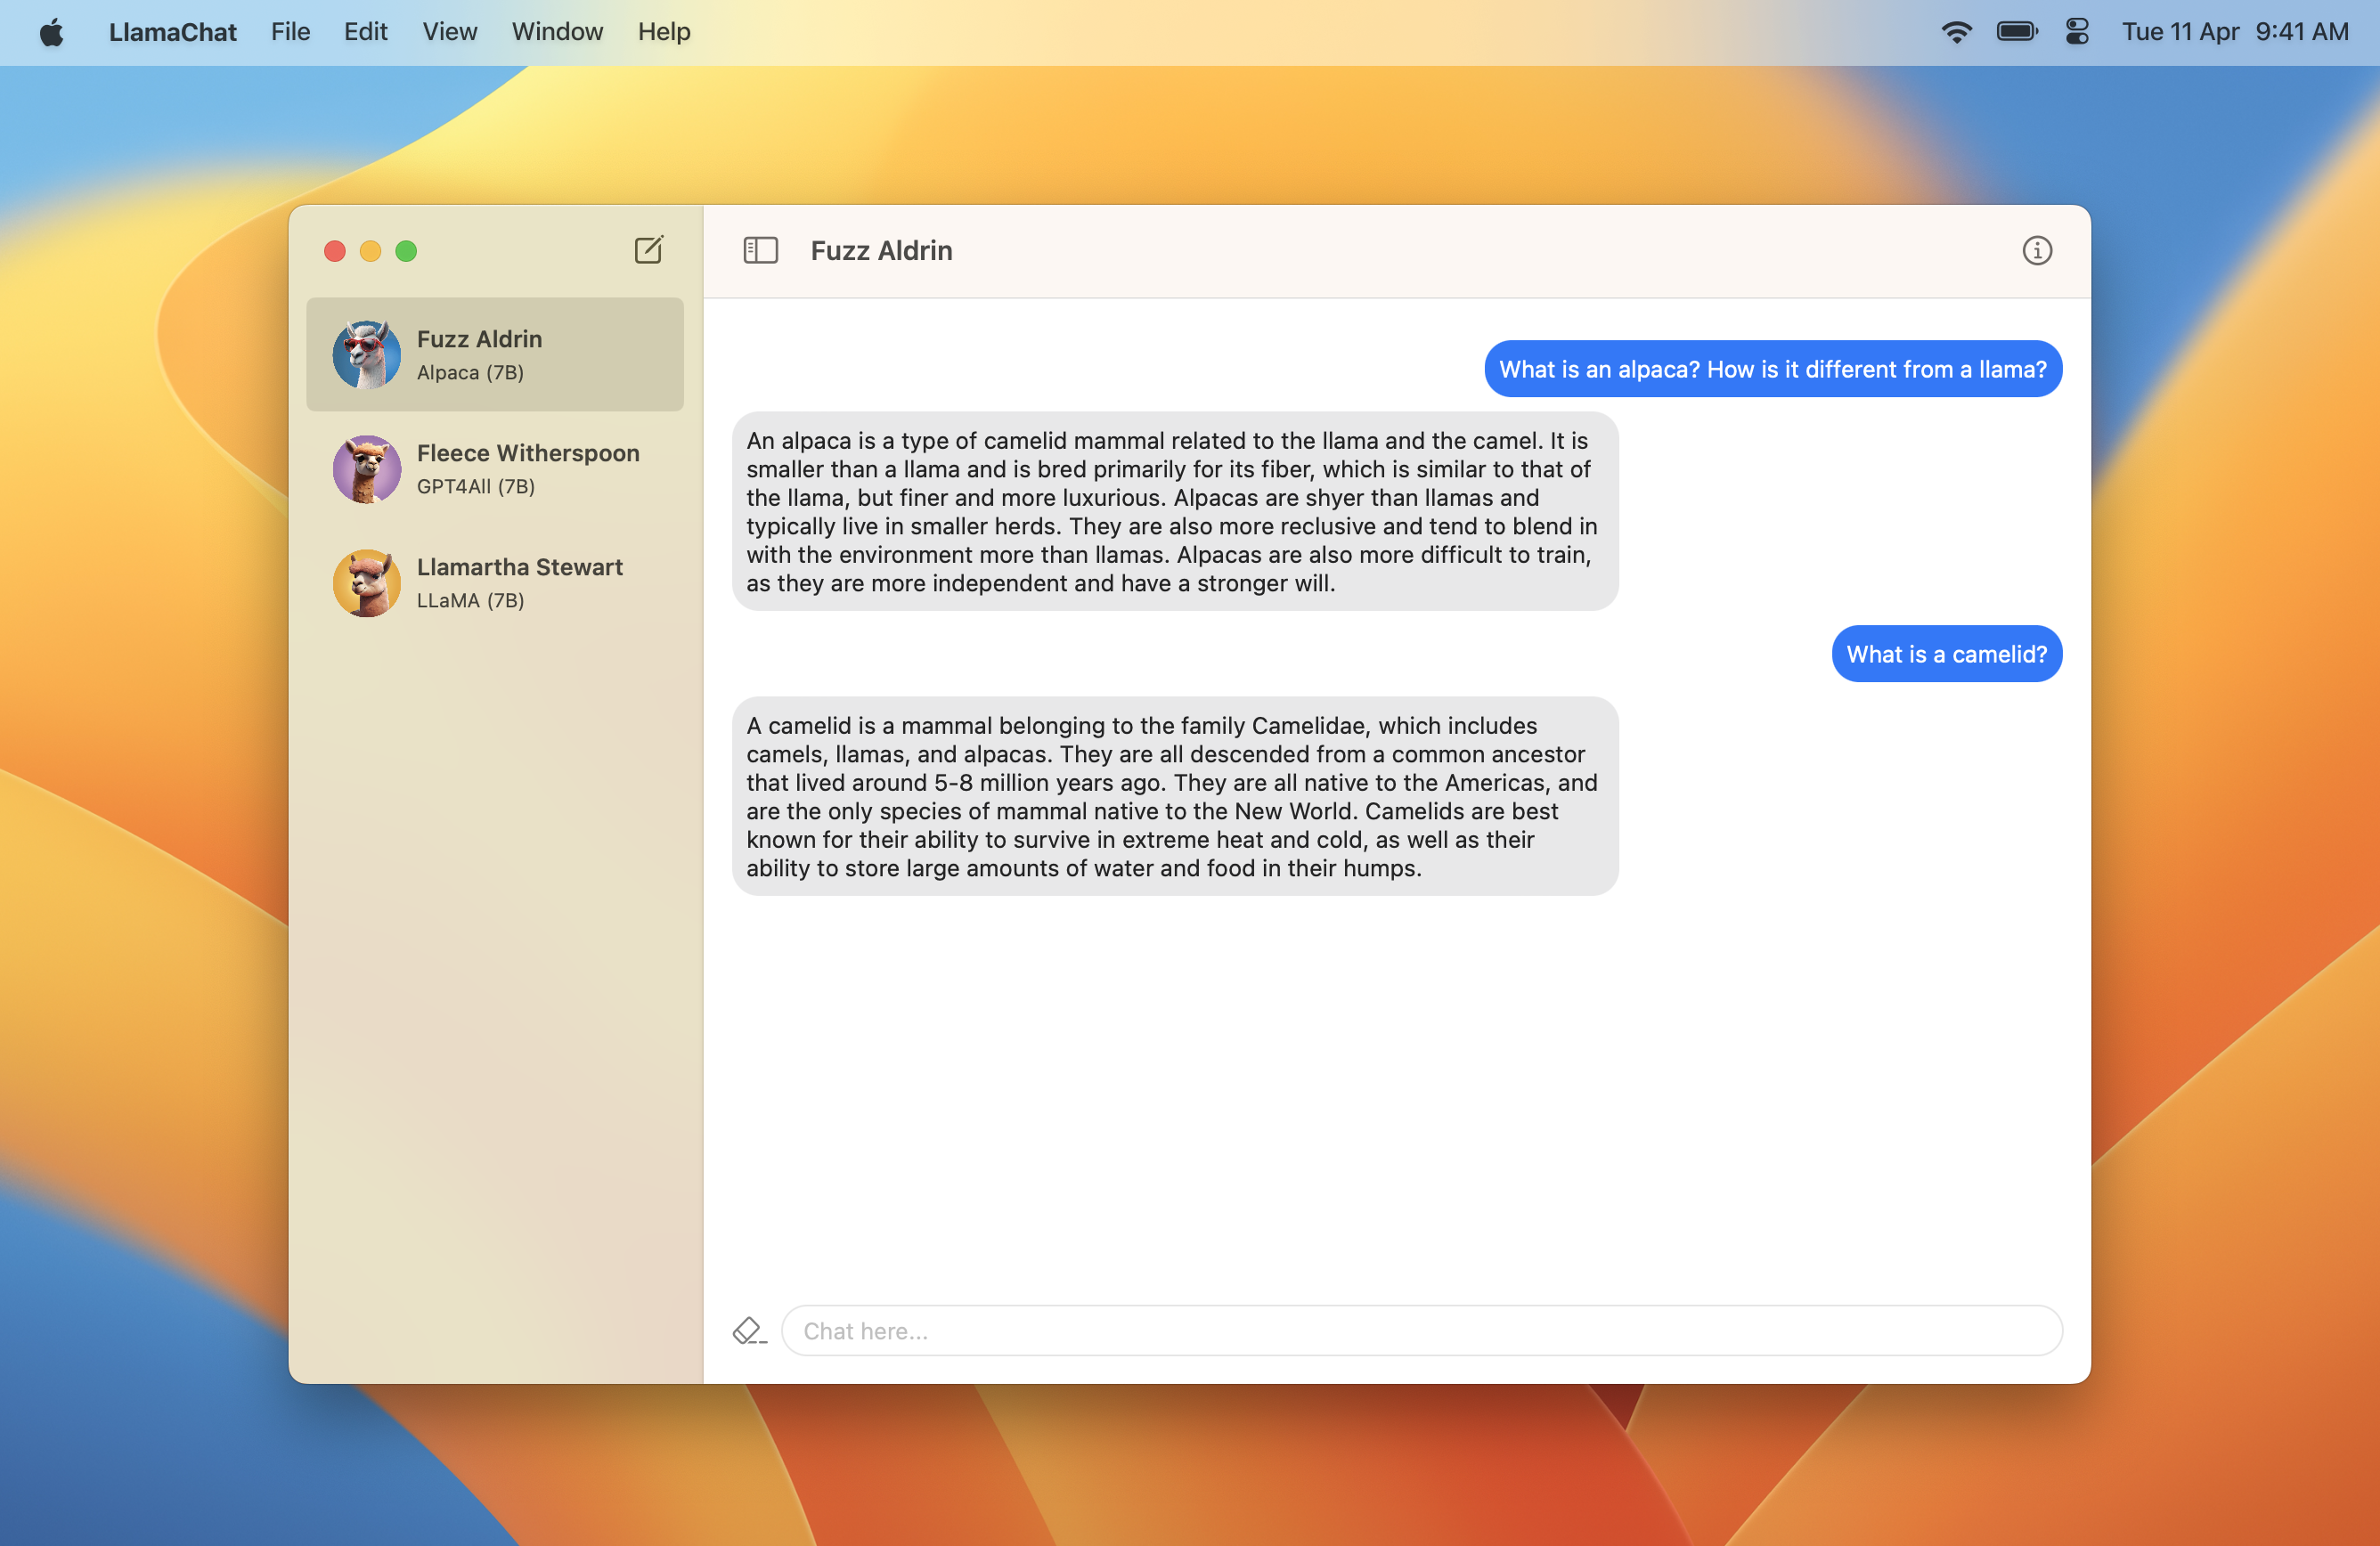 LlamaChat File Edit View Window Help Tue 11 Apr 9:41 AM
Fuzz Aldrin
Alpaca (7B)
Fleece Witherspoon
GPT4All (7B)
Llamartha Stewart
LLaMA (7B)
Fuzz Aldrin
What is an alpaca? How is it different from a llama?
An alpaca is a type of camelid mammal related to the llama and the camel. It is
smaller than a llama and is bred primarily for its fiber, which is similar to that of
the llama, but finer and more luxurious. Alpacas are shyer than llamas and
typically live in smaller herds. They are also more reclusive and tend to blend in
with the environment more than llamas. Alpacas are also more difficult to train,
as they are more independent and have a stronger will.
What is a camelid?
A camelid is a mammal belonging to the family Camelidae, which includes
camels, llamas, and alpacas. They are all descended from a common ancestor
that lived around 5-8 million years ago. They are all native to the Americas, and
are the only species of mammal native to the New World. Camelids are best
known for their ability to survive in extreme heat and cold, as well as their
ability to store large amounts of water and food in their humps.
Chat here...